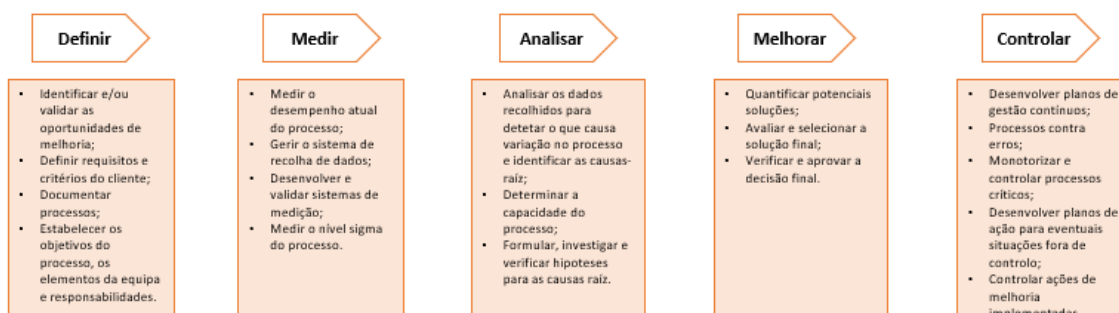 Definir
Medir
Analisar
Melhorar
Controlar
▪ Identificar e/ou
validar as
oportunidades de
melhoria;
▪ Definir requisitos e
critérios do cliente;
▪ Documentar
processos;
▪ Estabelecer os
objetivos do
processo, os
elementos da equipa
e responsabilidades.
▪ Medir o
desempenho atual
do processo;
▪ Gerir o sistema de
recolha de dados;
▪ Desenvolver e
validar sistemas de
medição;
▪ Medir o nível sigma
do processo.
▪ Analisar os dados
recolhidos para
detetar o que causa
variação no processo
e identificar as causas-
raíz;
▪ Determinar a
capacidade do
processo;
▪ Formular, investigar e
verificar hipoteses
para as causas raíz.
▪ Quantificar potenciais
soluções;
▪ Avaliar e selecionar a
solução final;
▪ Verificar e aprovar a
decisão final.
▪ Desenvolver planos de
gestão contínuos;
▪ Processos contra
erros;
▪ Monotorizar e
controlar processos
críticos;
▪ Desenvolver planos de
ação para eventuais
situações fora de
controlo;
▪ Controlar ações de
melhoria
implementadas